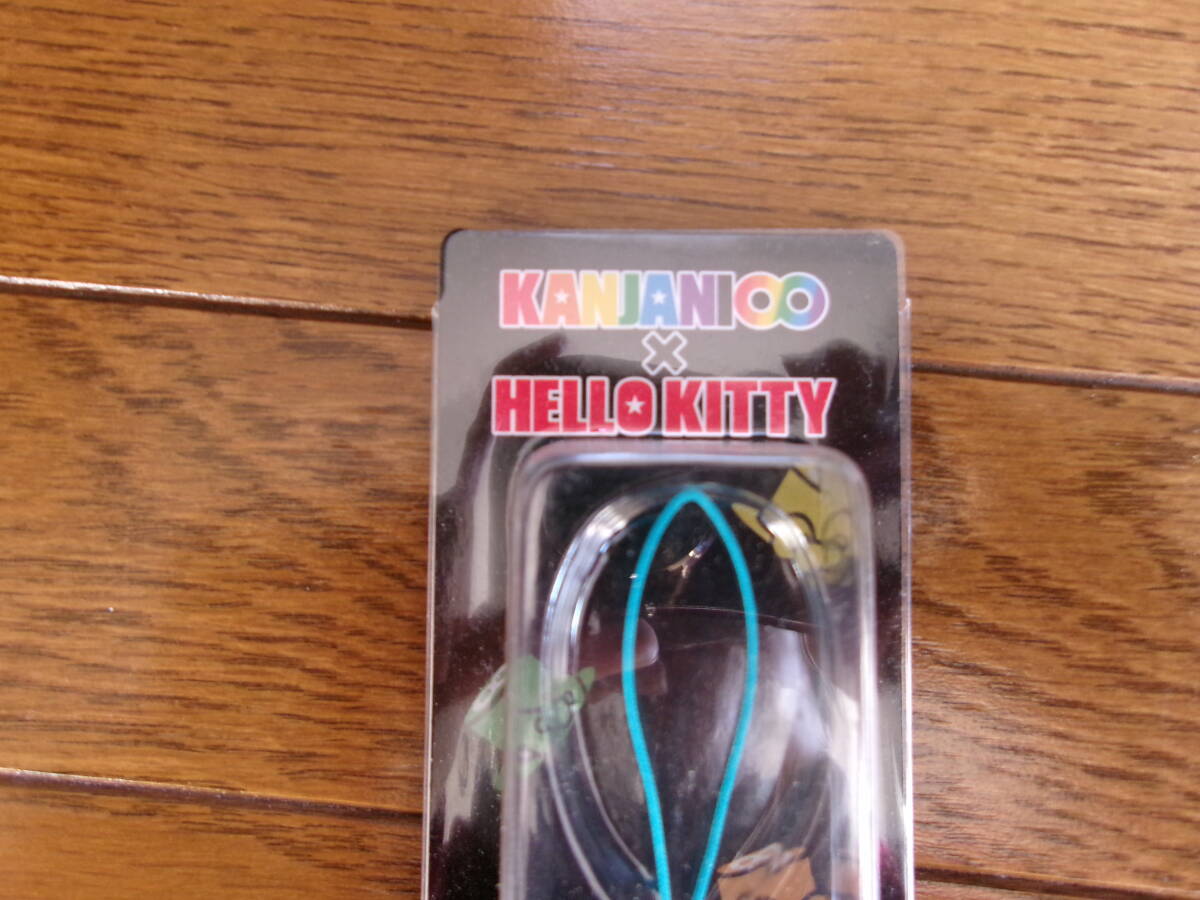 KANJANI∞
×
HELLO KITTY